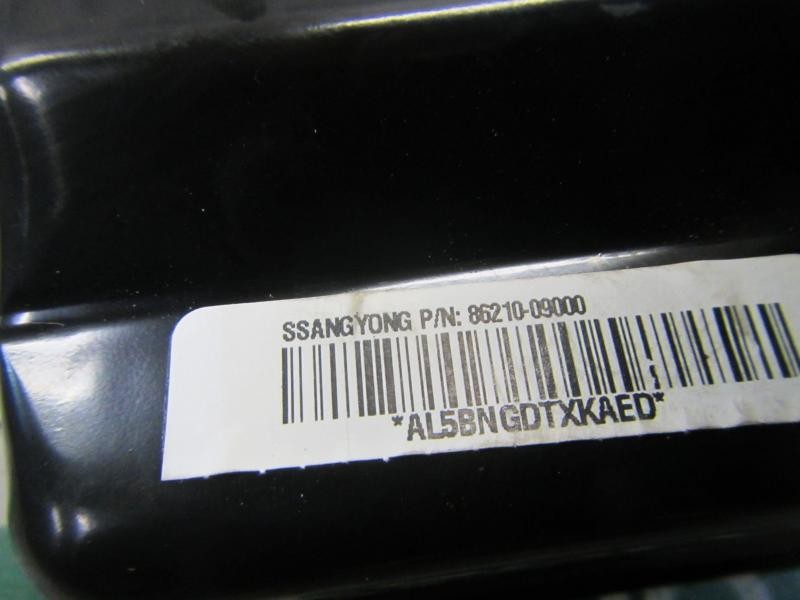 SSANGYONG P/N: 86210-09000
*AL5BNGDTXKAED*